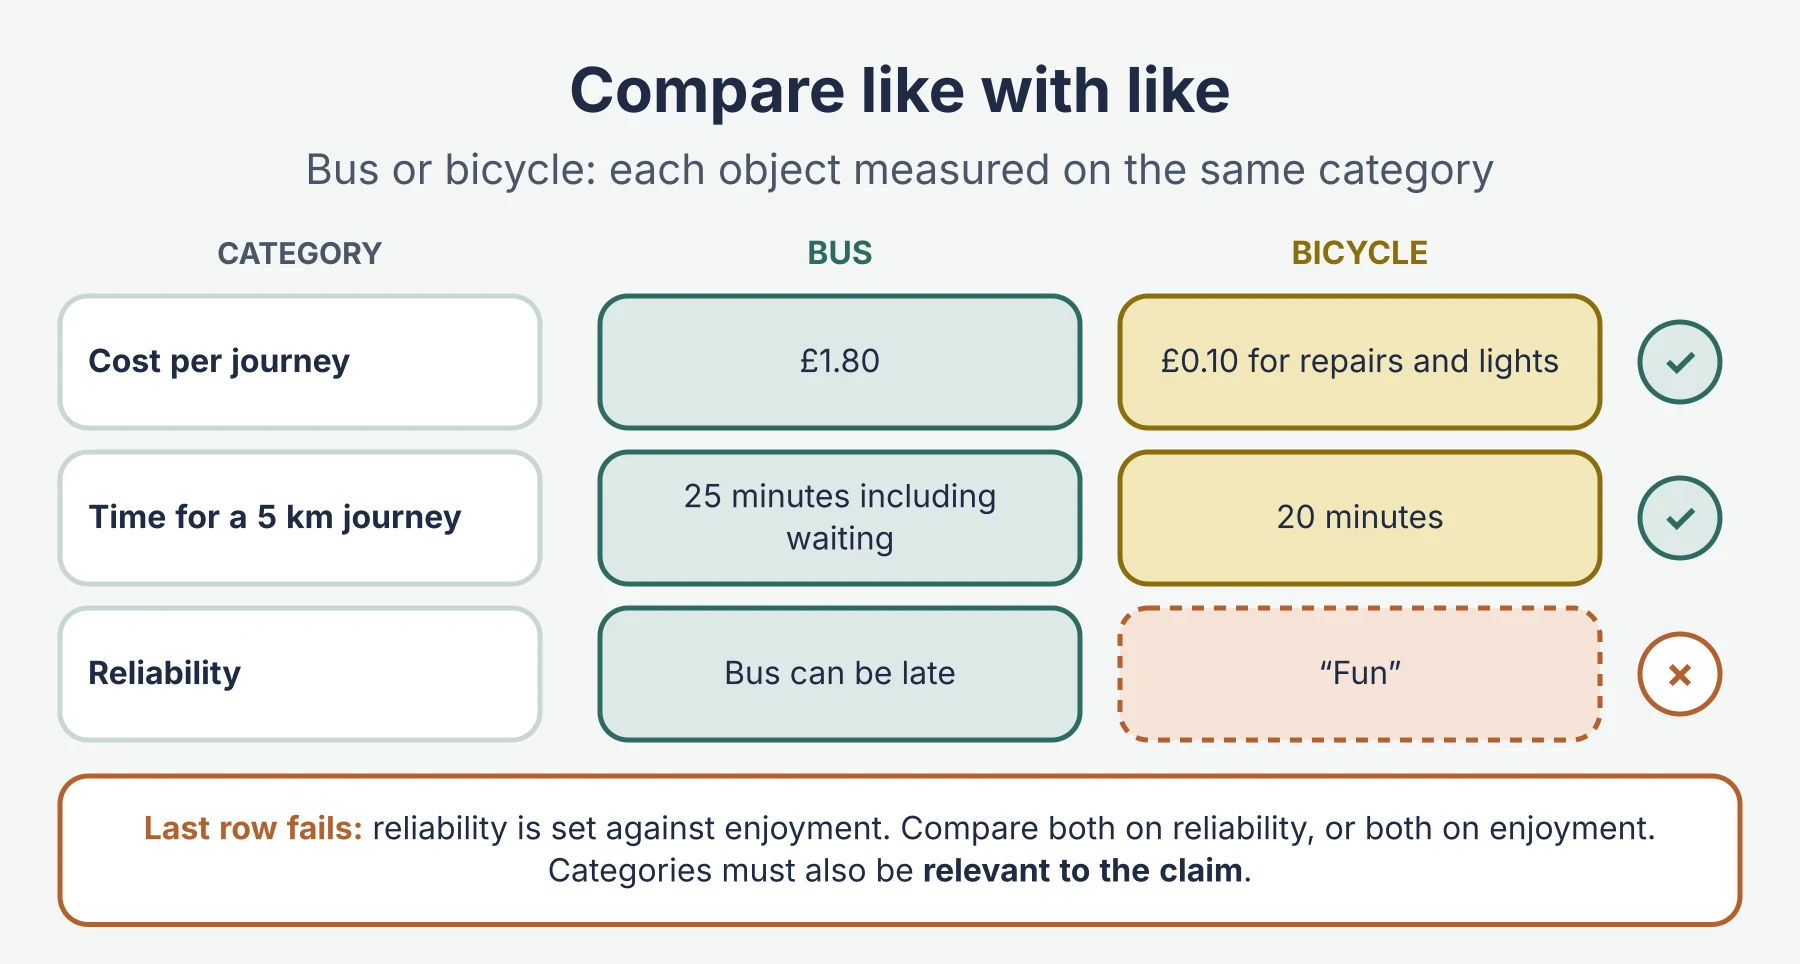 Compare like with like
Bus or bicycle: each object measured on the same category
CATEGORY
BUS
BICYCLE
Cost per journey
£1.80
£0.10 for repairs and lights
Time for a 5 km journey
25 minutes including
waiting
20 minutes
Reliability
Bus can be late
“Fun”
Last row fails: reliability is set against enjoyment. Compare both on reliability, or both on enjoyment.
Categories must also be relevant to the claim.